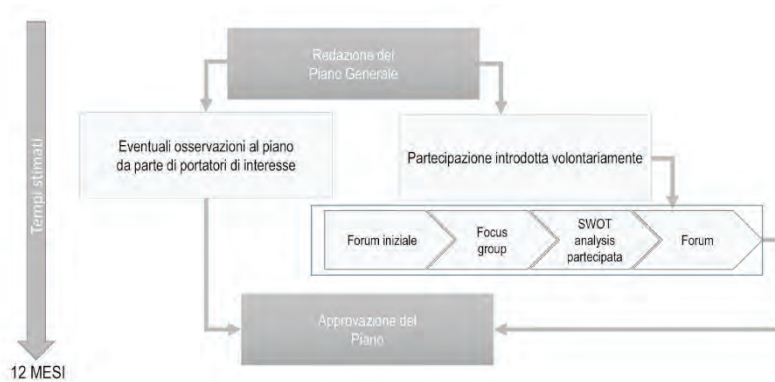 Redazione del
Piano Generale
Eventuali osservazioni al piano
da parte di portatori di interesse
Partecipazione introdotta volontariamente
Tempi stimati
Forum iniziale
Focus
group
SWOT
analysis
partecipata
Forum
Approvazione del
Piano
12 MESI